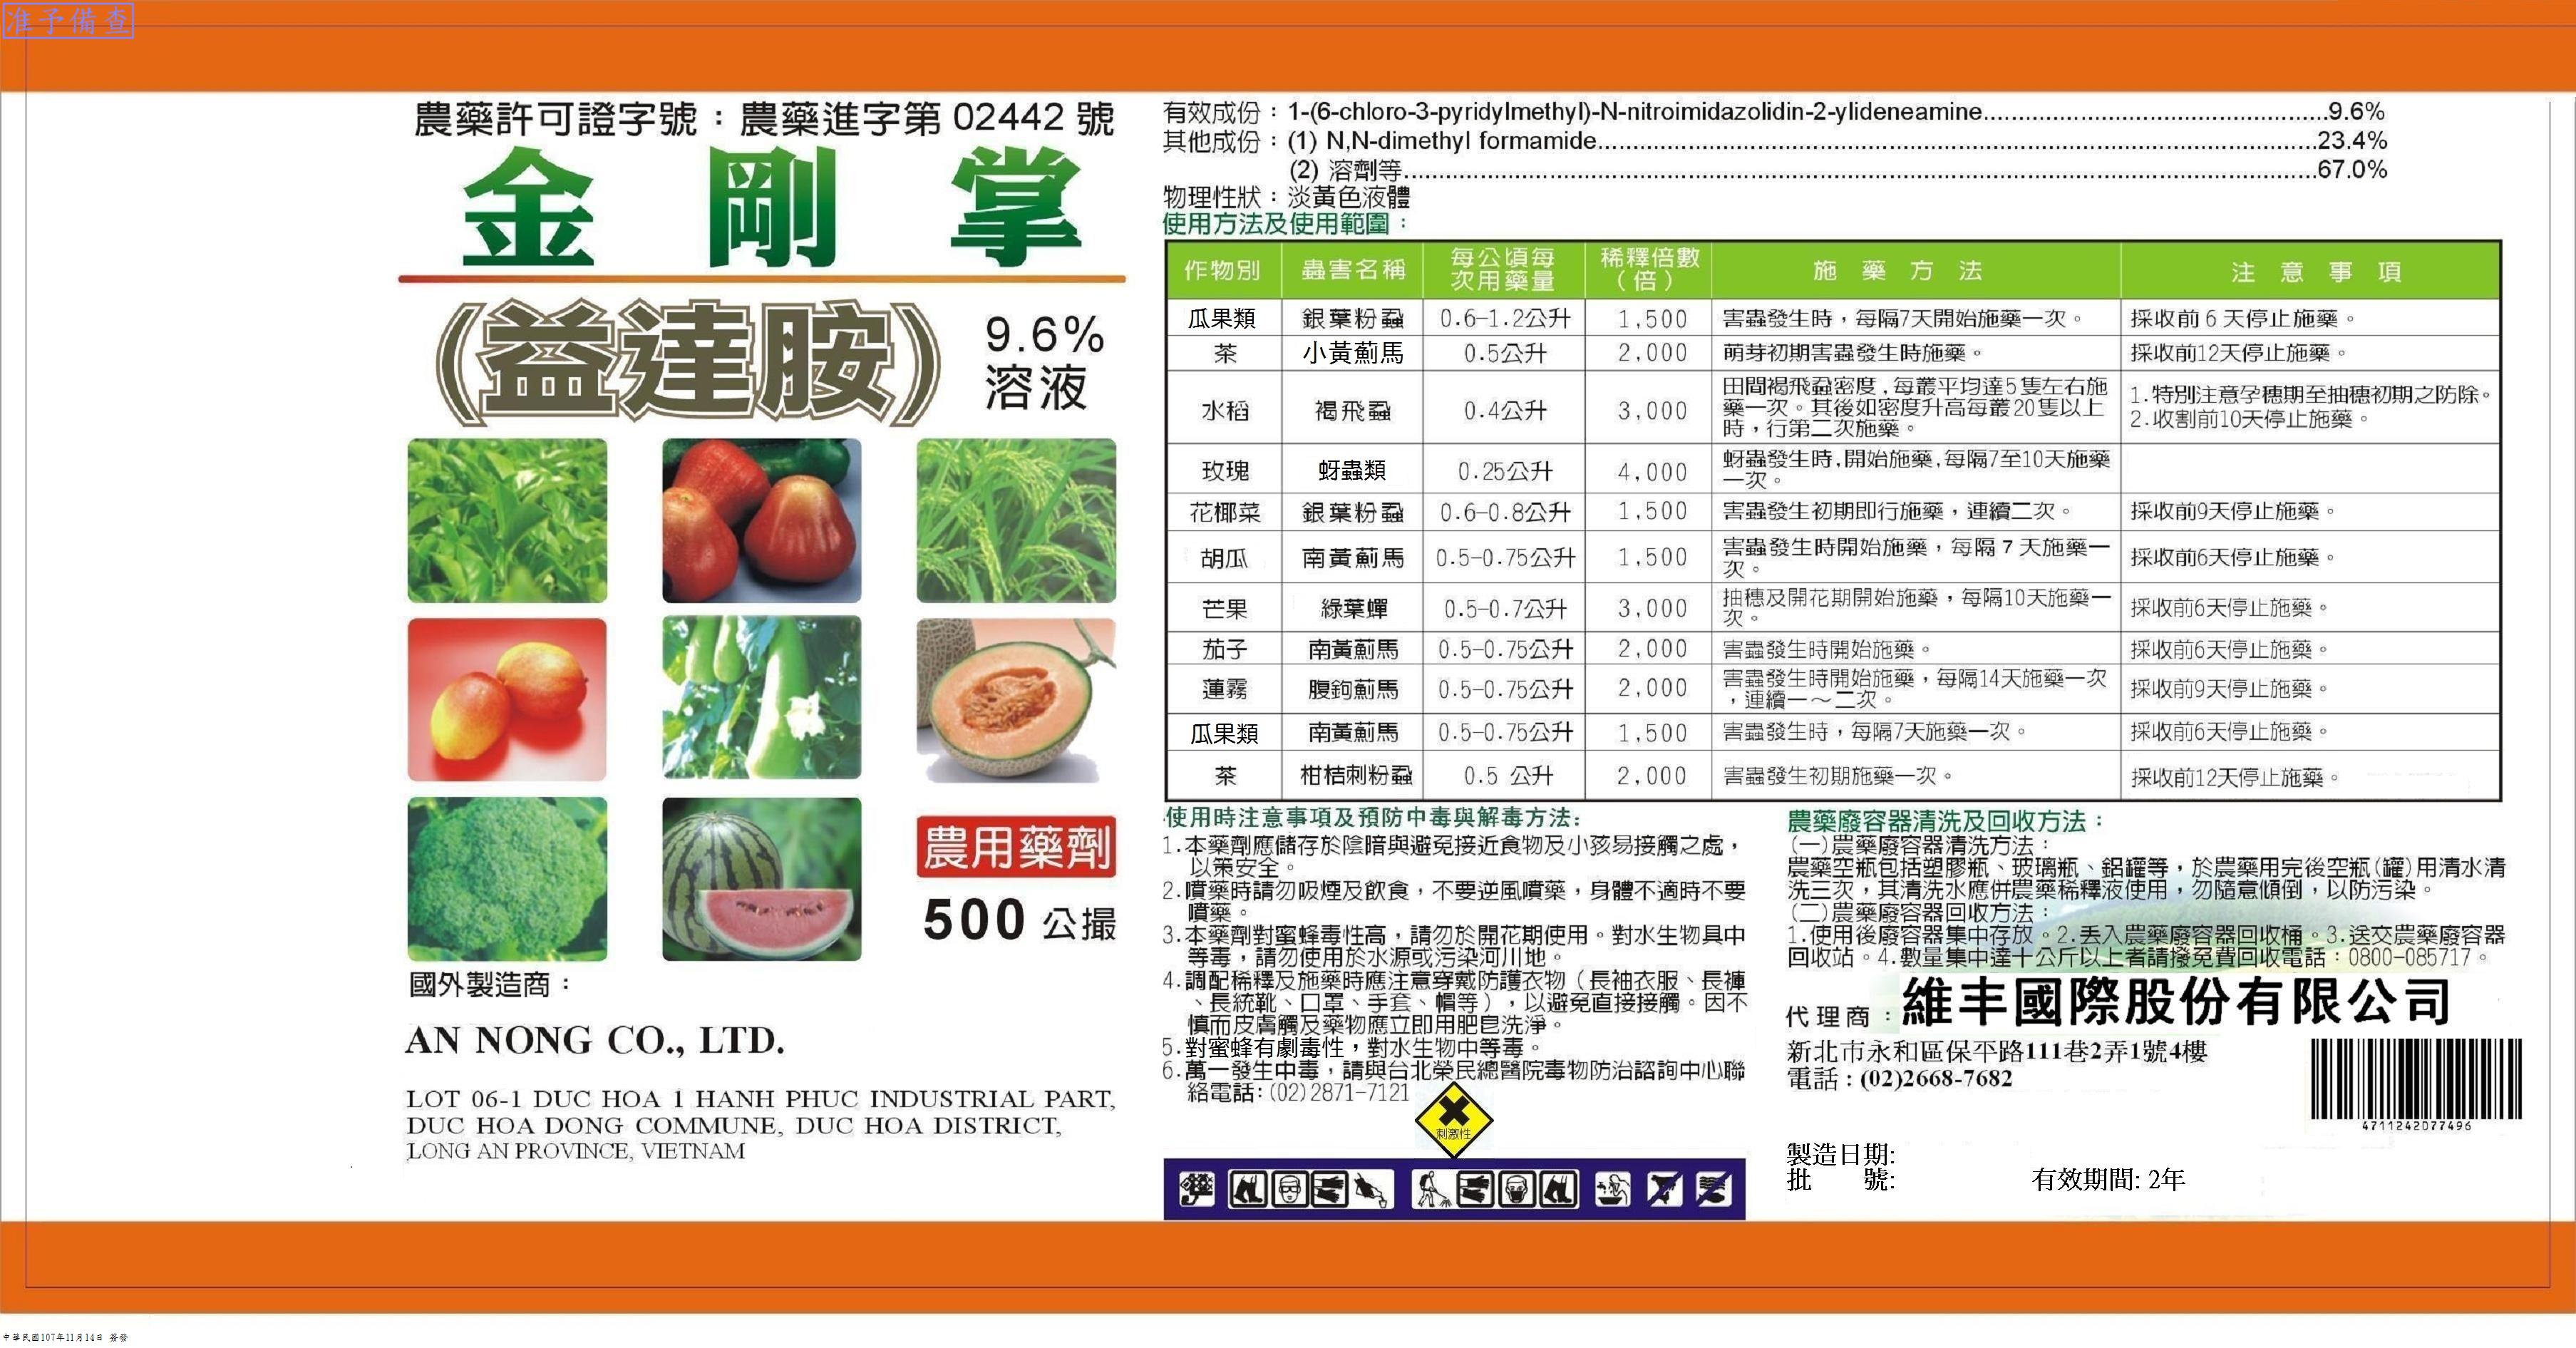 准予備查
農藥許可證字號：農藥進字第 02442 號
金剛掌
(益達胺)
9.6%
溶液
農用藥劑
500 公撮
國外製造商：
AN NONG CO., LTD.
LOT 06-1 DUC HOA 1 HANH PHUC INDUSTRIAL PART,
DUC HOA DONG COMMUNE, DUC HOA DISTRICT,
LONG AN PROVINCE, VIETNAM
有效成份：1-(6-chloro-3-pyridylmethyl)-N-nitroimidazolidin-2-ylideneamine...9.6%
其他成份：(1) N,N-dimethyl formamide...23.4%
(2) 溶劑等...67.0%
物理性狀：淡黃色液體
使用方法及使用範圍：
作物別 蟲害名稱 每公頃每次用藥量 稀釋倍數（倍） 施藥方法 注意事項
瓜果類 銀葉粉蝨 0.6-1.2公升 1,500 害蟲發生時，每隔7天開始施藥一次。 採收前6天停止施藥。
茶 小黃薊馬 0.5公升 2,000 萌芽初期害蟲發生時施藥。 採收前12天停止施藥。
水稻 褐飛蝨 0.4公升 3,000 田間褐飛蝨密度,每叢平均達5隻左右施
藥一次。其後如密度升高每叢20隻以上
時，行第二次施藥。
1.特別注意孕穗期至抽穗初期之防除。
2.收割前10天停止施藥。
玫瑰 蚜蟲類 0.25公升 4,000 蚜蟲發生時,開始施藥,每隔7至10天施藥
一次。
花椰菜 銀葉粉蝨 0.6-0.8公升 1,500 害蟲發生初期即行施藥，連續二次。 採收前9天停止施藥。
胡瓜 南黃薊馬 0.5-0.75公升 1,500 害蟲發生時開始施藥，每隔7天施藥一
次。 採收前6天停止施藥。
芒果 綠葉蟬 0.5-0.7公升 3,000 抽穗及開花期開始施藥，每隔10天施藥一
次。 採收前6天停止施藥。
茄子 南黃薊馬 0.5-0.75公升 2,000 害蟲發生時開始施藥。 採收前6天停止施藥。
蓮霧 腹鉤薊馬 0.5-0.75公升 2,000 害蟲發生時開始施藥，每隔14天施藥一次
，連續一～二次。 採收前9天停止施藥。
瓜果類 南黃薊馬 0.5-0.75公升 1,500 害蟲發生時，每隔7天施藥一次。 採收前6天停止施藥。
茶 柑桔刺粉蝨 0.5 公升 2,000 害蟲發生初期施藥一次。 採收前12天停止施藥。
使用時注意事項及預防中毒與解毒方法:
1.本藥劑應儲存於陰暗與避免接近食物及小孩易接觸之處，
以策安全。
2.噴藥時請勿吸煙及飲食，不要逆風噴藥，身體不適時不要
噴藥。
3.本藥劑對蜜蜂毒性高，請勿於開花期使用。對水生物具中
等毒，請勿使用於水源或污染河川地。
4.調配稀釋及施藥時應注意穿戴防護衣物（長袖衣服、長褲
、長統靴、口罩、手套、帽等），以避免直接接觸。因不
慎而皮膚觸及藥物應立即用肥皂洗淨。
5.對蜜蜂有劇毒性，對水生物中等毒。
6.萬一發生中毒，請與台北榮民總醫院毒物防治諮詢中心聯
絡電話:(02)2871-7121
刺激性
農藥廢容器清洗及回收方法：
(一)農藥廢容器清洗方法：
農藥空瓶包括塑膠瓶、玻璃瓶、鋁罐等，於農藥用完後空瓶(罐)用清水清
洗三次，其清洗水應併農藥稀釋液使用，勿隨意傾倒，以防污染。
(二)農藥廢容器回收方法：
1.使用後廢容器集中存放。2.丟入農藥廢容器回收桶。3.送交農藥廢容器
回收站。4.數量集中達十公斤以上者請撥免費回收電話：0800-085717。
代理商：維丰國際股份有限公司
新北市永和區保平路111巷2弄1號4樓
電話：(02)2668-7682
4711242077496
製造日期:
批　　號:
有效期間: 2年
中華民國107年11月14日 簽發